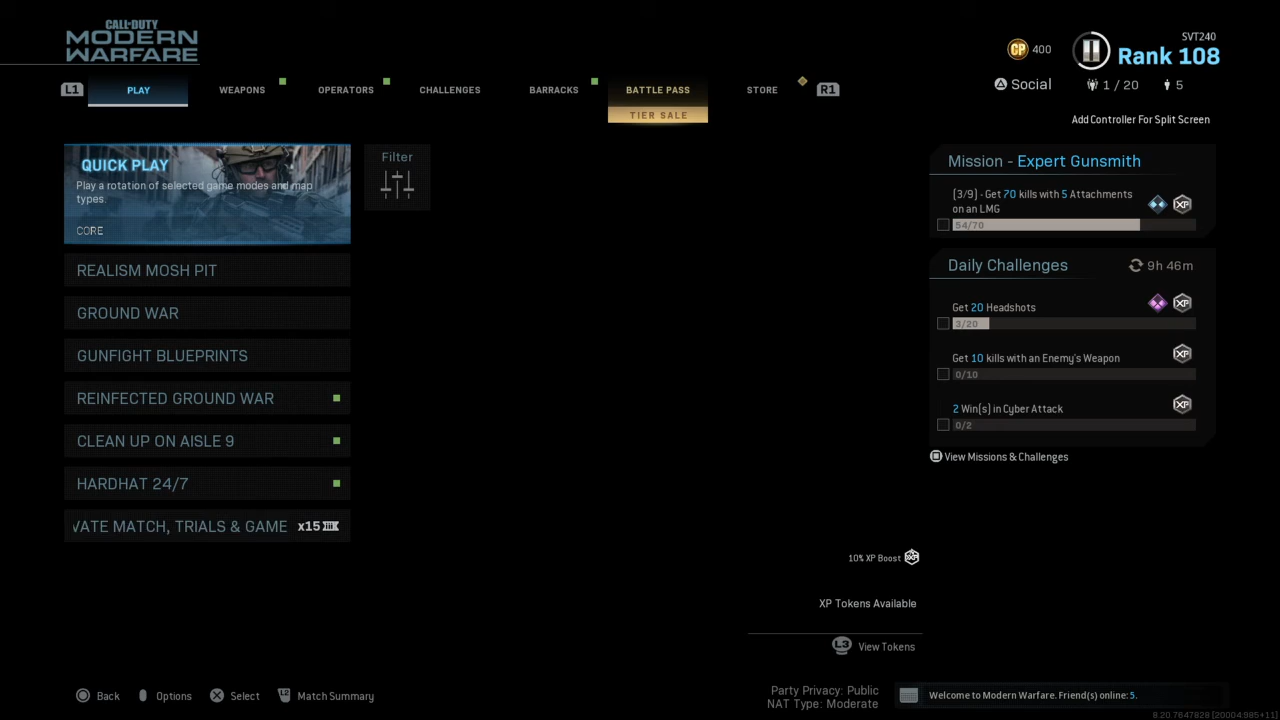 CALL OF DUTY
MODERN
WARFARE
L1
PLAY
WEAPONS
OPERATORS
CHALLENGES
BARRACKS
BATTLE PASS
TIER SALE
STORE
R1
CP 400
SVT240
Rank 108
Social
1 / 20
5
Add Controller For Split Screen
QUICK PLAY
Play a rotation of selected game modes and map
types.
CORE
Filter
REALISM MOSH PIT
GROUND WAR
GUNFIGHT BLUEPRINTS
REINFECTED GROUND WAR
CLEAN UP ON AISLE 9
HARDHAT 24/7
VATE MATCH, TRIALS & GAME x15
Mission - Expert Gunsmith
(3/9) - Get 70 kills with 5 Attachments
on an LMG
XP
54/70
Daily Challenges
9h 46m
Get 20 Headshots
XP
3/20
Get 10 kills with an Enemy's Weapon
XP
0/10
2 Win(s) in Cyber Attack
XP
0/2
View Missions & Challenges
10% XP Boost
XP Tokens Available
L3 View Tokens
Back
Options
Select
L2 Match Summary
Party Privacy: Public
NAT Type: Moderate
Welcome to Modern Warfare. Friend(s) online: 5.